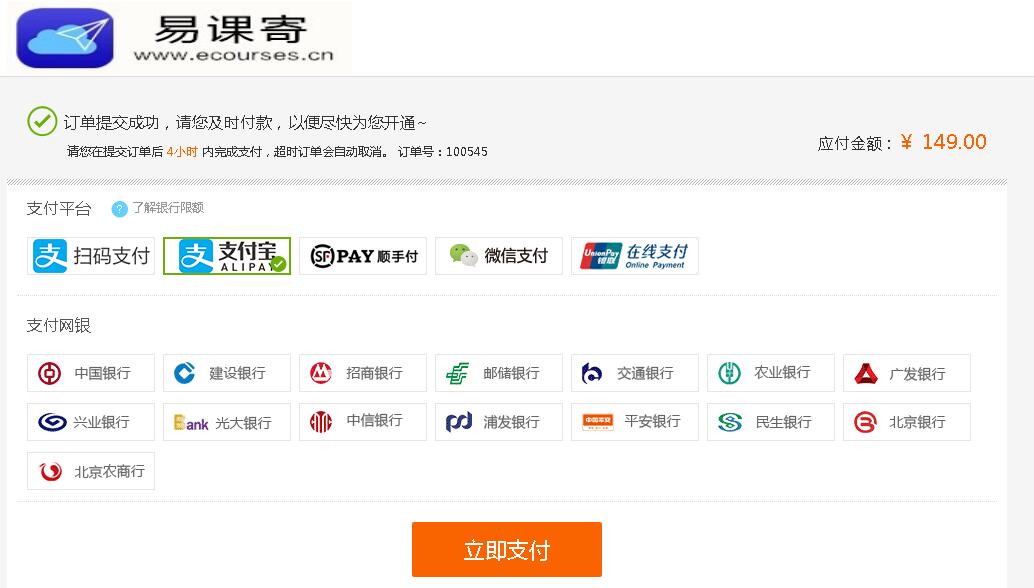 易课寄
www.ecourses.cn
订单提交成功，请您及时付款，以便尽快为您开通~
请您在提交订单后 4小时 内完成支付，超时订单会自动取消。 订单号：100545
应付金额：￥ 149.00
支付平台 ? 了解银行限额
支 扫码支付
支 支付宝
ALIPAY
SF PAY 顺手付
微信支付
UnionPay
银联
在线支付
Online Payment
支付网银
中国银行 建设银行 招商银行 邮储银行 交通银行 农业银行 广发银行
兴业银行 Bank 光大银行 中信银行 浦发银行 平安银行 民生银行 北京银行
北京农商行
立即支付